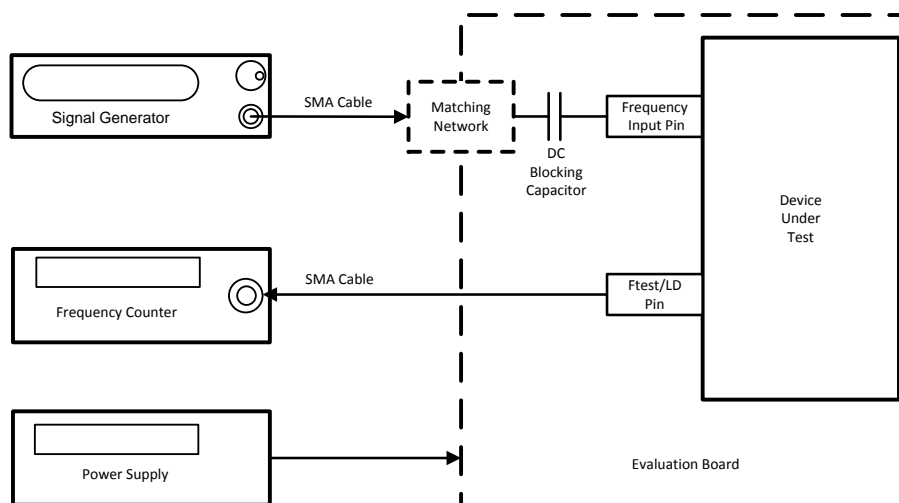 Signal Generator
SMA Cable
Matching
Network
DC
Blocking
Capacitor
Frequency
Input Pin
Device
Under
Test
Frequency Counter
SMA Cable
Ftest/LD
Pin
Power Supply
Evaluation Board